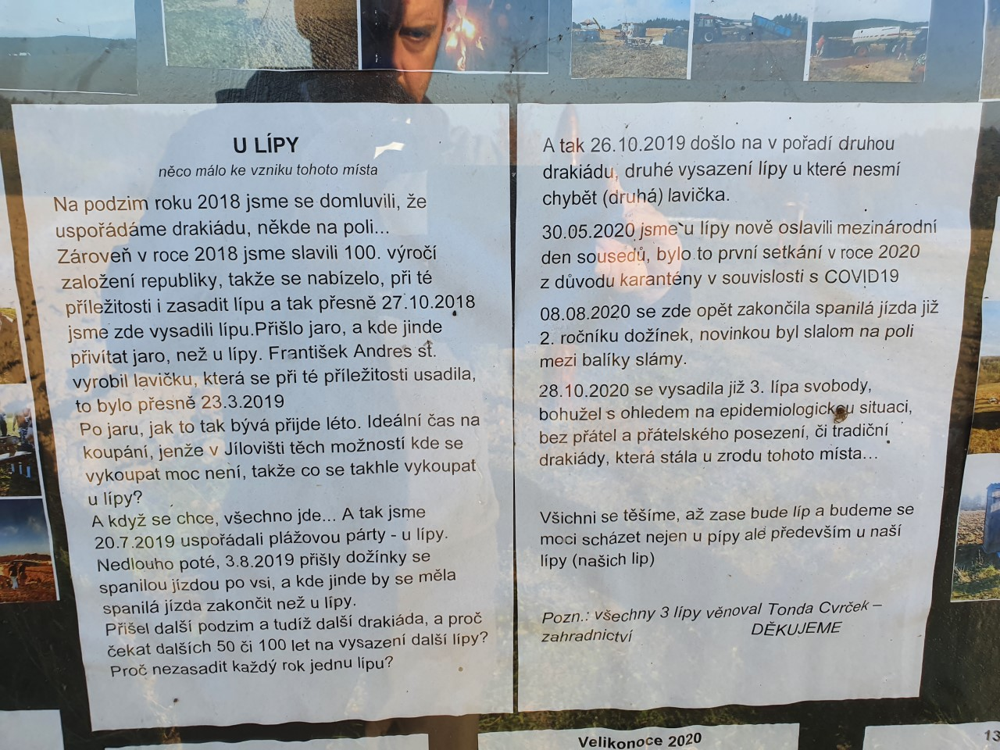 U LÍPY
něco málo ke vzniku tohoto místa
Na podzim roku 2018 jsme se domluvili, že
uspořádáme drakiádu, někde na poli...
Zároveň v roce 2018 jsme slavili 100. výročí
založení republiky, takže se nabízelo, při té
příležitosti i zasadit lípu a tak přesně 27.10.2018
jsme zde vysadili lípu.Přišlo jaro, a kde jinde
přivítat jaro, než u lípy. František Andres st.
vyrobil lavičku, která se při té příležitosti usadila,
to bylo přesně 23.3.2019
Po jaru, jak to tak bývá přijde léto. Ideální čas na
koupání, jenže v Jílovišti těch možností kde se
vykoupat moc není, takže co se takhle vykoupat
u lípy?
A když se chce, všechno jde... A tak jsme
20.7.2019 uspořádali plážovou párty - u lípy.
Nedlouho poté, 3.8.2019 přišly dožínky se
spanilou jízdou po vsi, a kde jinde by se měla
spanilá jízda zakončit než u lípy.
Přišel další podzim a tudíž další drakiáda, a proč
čekat dalších 50 či 100 let na vysazení další lípy?
Proč nezasadit každý rok jednu lípu?
A tak 26.10.2019 došlo na v pořadí druhou
drakiádu, druhé vysazení lípy u které nesmí
chybět (druhá) lavička.
30.05.2020 jsme u lípy nově oslavili mezinárodní
den sousedů, bylo to první setkání v roce 2020
z důvodu karantény v souvislosti s COVID19
08.08.2020 se zde opět zakončila spanilá jízda již
2. ročníku dožínek, novinkou byl slalom na poli
mezi balíky slámy.
28.10.2020 se vysadila již 3. lípa svobody,
bohužel s ohledem na epidemiologickou situaci,
bez přátel a přátelského posezení, či tradiční
drakiády, která stála u zrodu tohoto místa...
Všichni se těšíme, až zase bude líp a budeme se
moci scházet nejen u pípy ale především u naší
lípy (našich lip)
Pozn.: všechny 3 lípy věnoval Tonda Cvrček –
zahradnictví DĚKUJEME
Velikonoce 2020
13